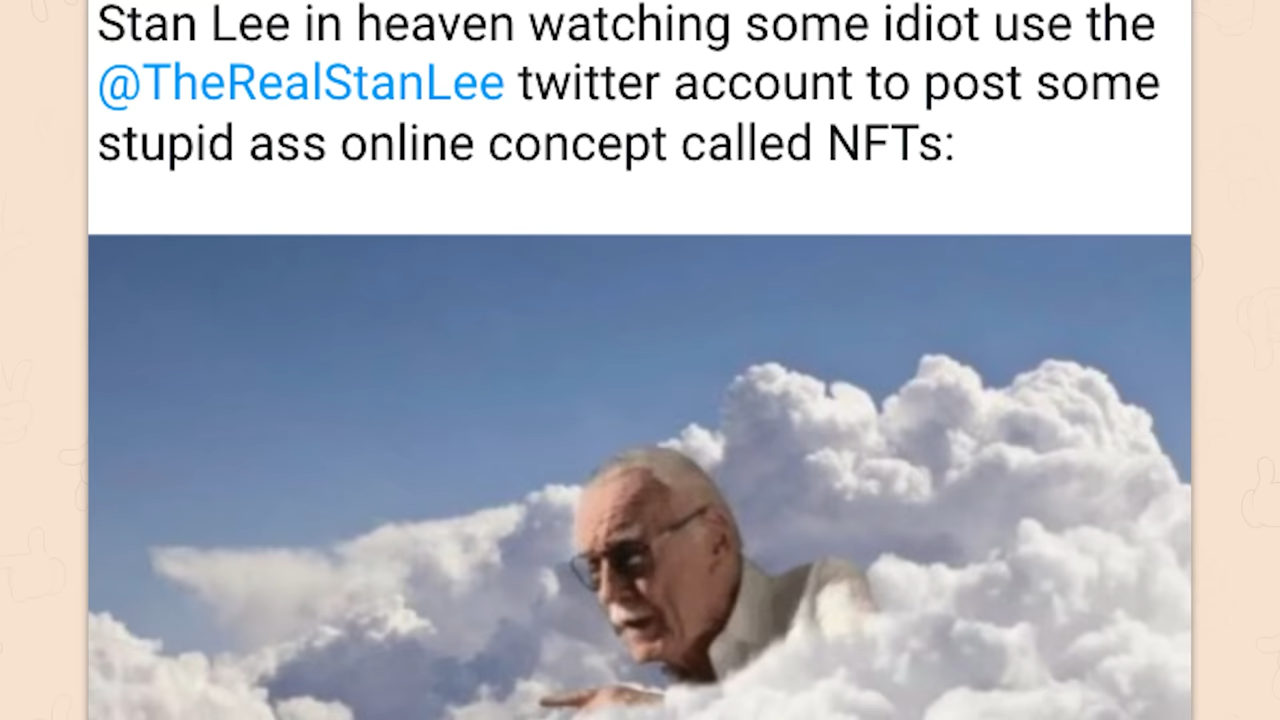 Stan Lee in heaven watching some idiot use the
@TheRealStanLee twitter account to post some
stupid ass online concept called NFTs: